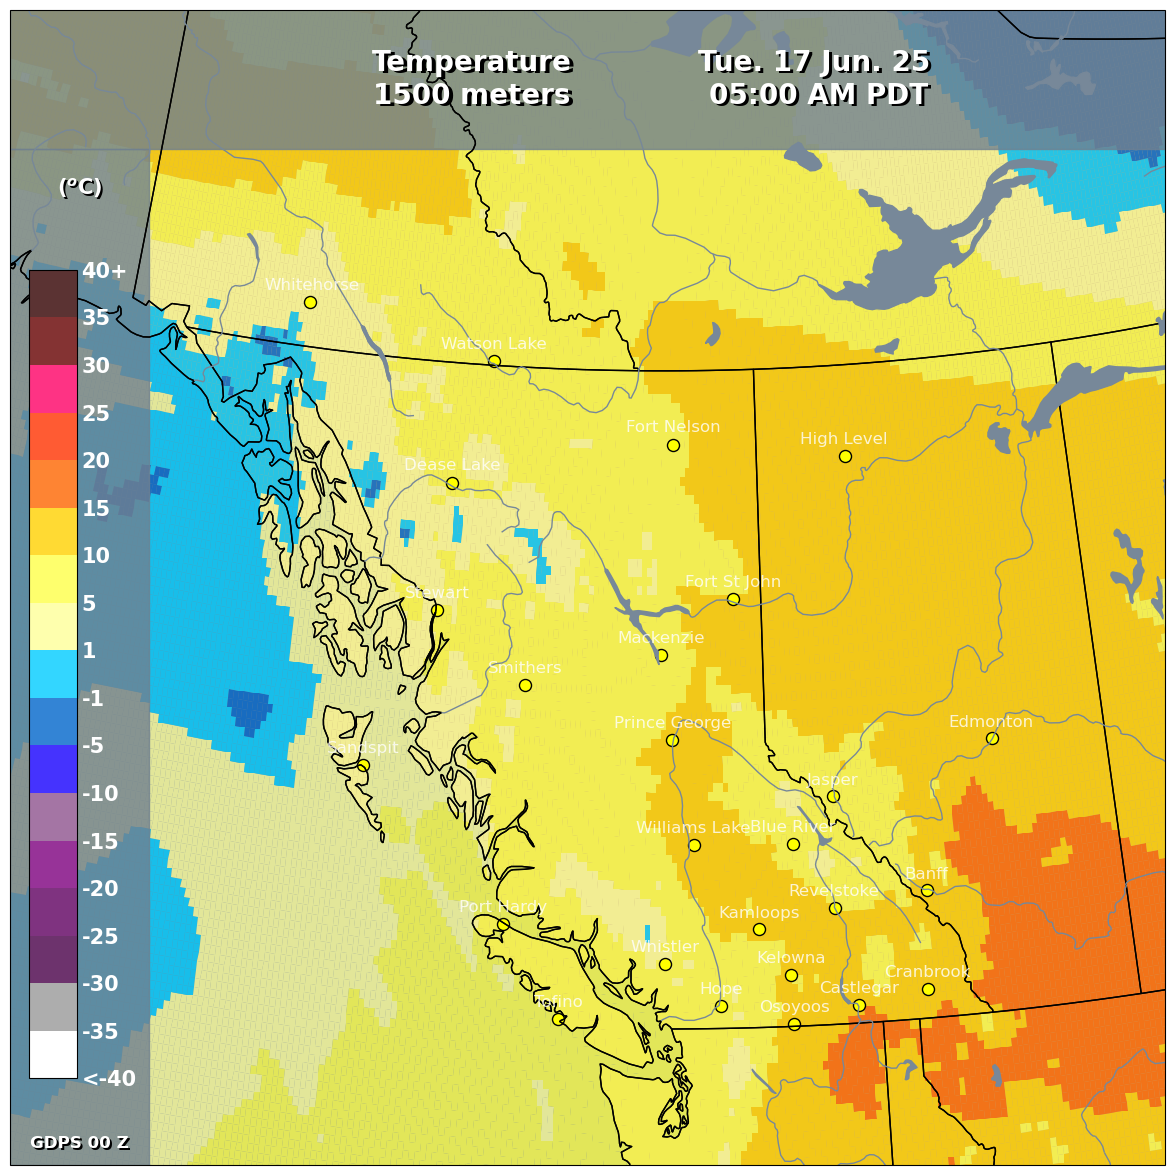 Temperature
1500 meters
Tue. 17 Jun. 25
05:00 AM PDT
(°C)
40+
35
30
25
20
15
10
5
1
-1
-5
-10
-15
-20
-25
-30
-35
<-40
GDPS 00 Z
Whitehorse
Watson Lake
Fort Nelson
High Level
Dease Lake
Fort St John
Stewart
Mackenzie
Smithers
Prince George
Edmonton
Sandspit
Jasper
Williams Lake
Blue River
Banff
Revelstoke
Port Hardy
Kamloops
Whistler
Kelowna
Cranbrook
Hope
Castlegar
Tofino
Osoyoos